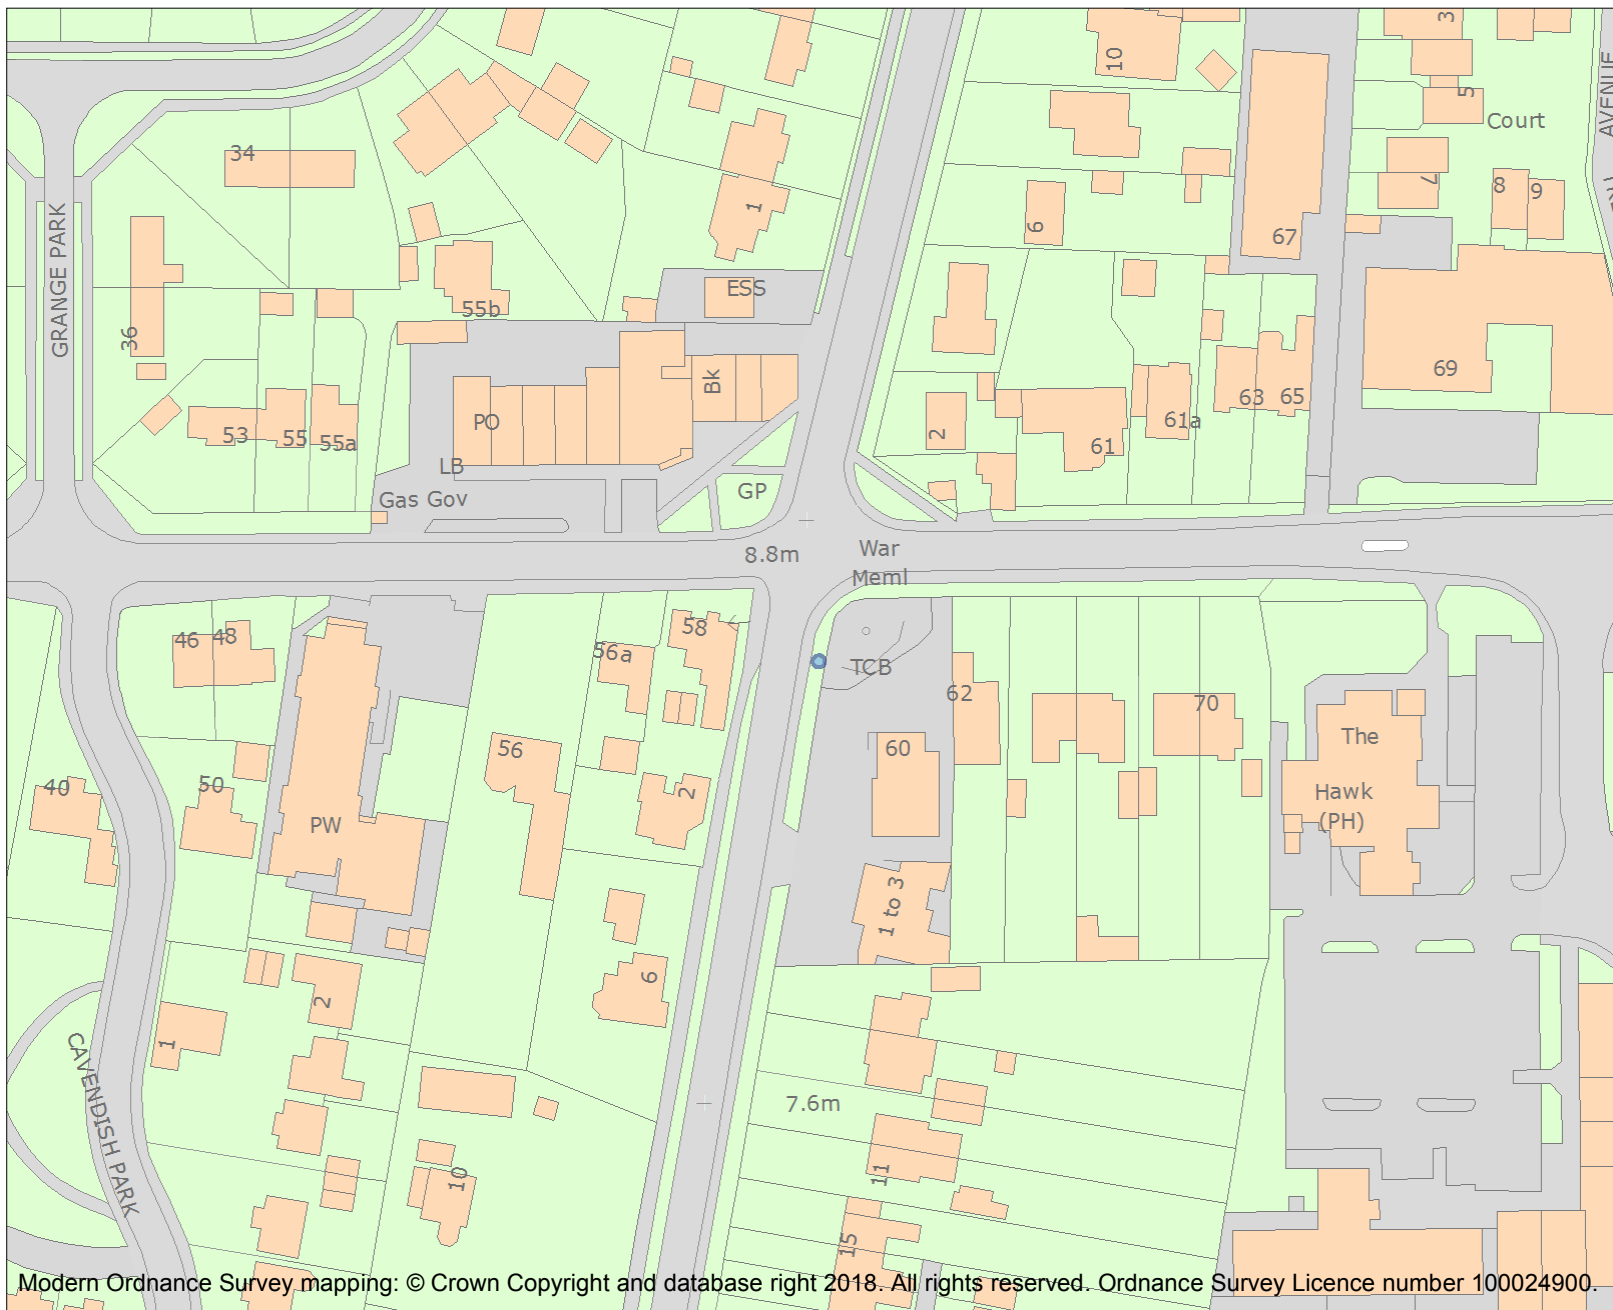 3
10
5
Court
AVENUE
34
1
6
7
8
9
67
GRANGE PARK
ESS
55b
36
69
Bk
63
65
PO
2
61
61a
53
55
55a
LB
Gas Gov
GP
8.8m
War
Meml
46
48
58
56a
TCB
62
70
60
56
The
Hawk
(PH)
40
50
2
PW
1 to 3
6
2
1
CAVENDISH PARK
7.6m
11
10
15
Modern Ordnance Survey mapping: © Crown Copyright and database right 2018. All rights reserved. Ordnance Survey Licence number 100024900.